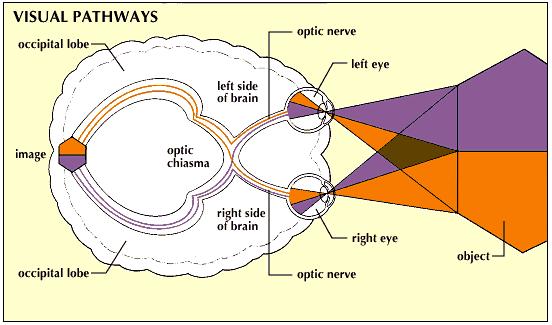 VISUAL PATHWAYS
occipital lobe
optic nerve
left eye
left side
of brain
image
optic
chiasma
right side
of brain
right eye
object
occipital lobe
optic nerve